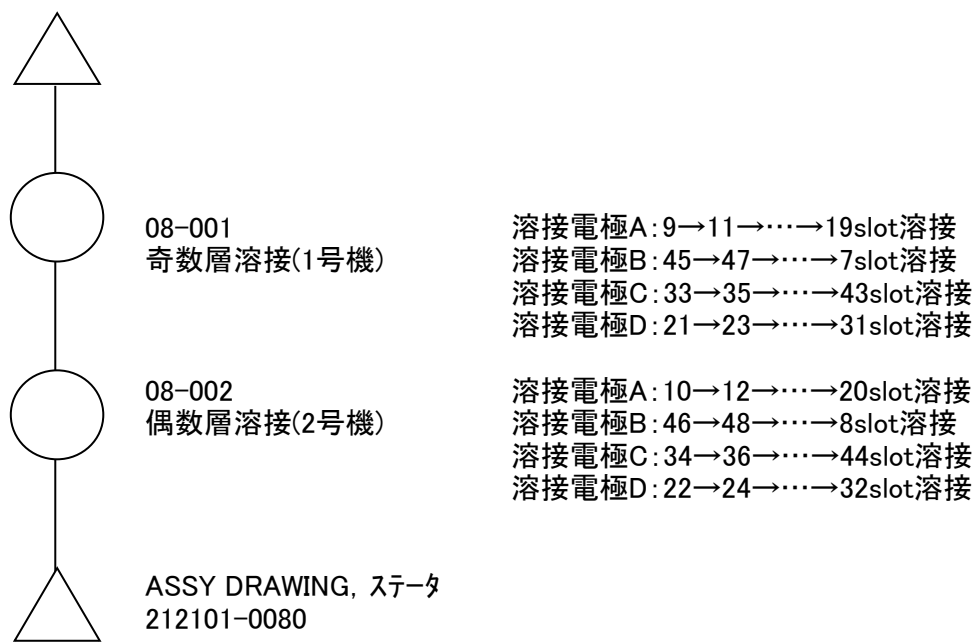 08-001
奇数層溶接(1号機)
溶接電極A:9→11→…→19slot溶接
溶接電極B:45→47→…→7slot溶接
溶接電極C:33→35→…→43slot溶接
溶接電極D:21→23→…→31slot溶接
08-002
偶数層溶接(2号機)
溶接電極A:10→12→…→20slot溶接
溶接電極B:46→48→…→8slot溶接
溶接電極C:34→36→…→44slot溶接
溶接電極D:22→24→…→32slot溶接
ASSY DRAWING, ステータ
212101-0080